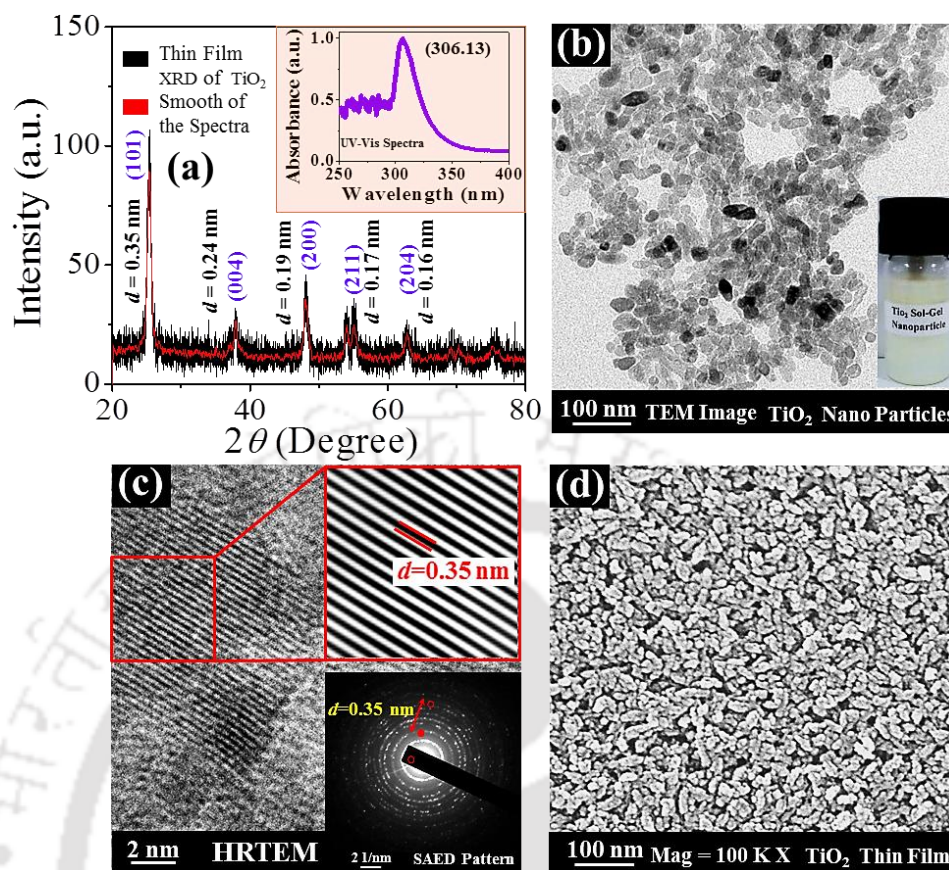 150
100
50
0
Intensity (a.u.)
Thin Film
XRD of TiO₂
Smooth of
the Spectra
(a)
(101)
d = 0.35 nm
d = 0.24 nm
(004)
d = 0.19 nm
(200)
(211)
d = 0.17 nm
(204)
d = 0.16 nm
20
40
60
80
2θ (Degree)
Absorbance (a.u.)
1.0
0.5
0.0
(306.13)
UV-Vis Spectra
250
300
350
400
Wavelength (nm)
(b)
Tio₂ Sol-Gel
Nanoparticle
100 nm TEM Image TiO₂ Nano Particles
(c)
d=0.35 nm
d=0.35 nm
2 nm HRTEM
2 1/nm SAED Pattern
(d)
100 nm Mag = 100 K X TiO₂ Thin Film